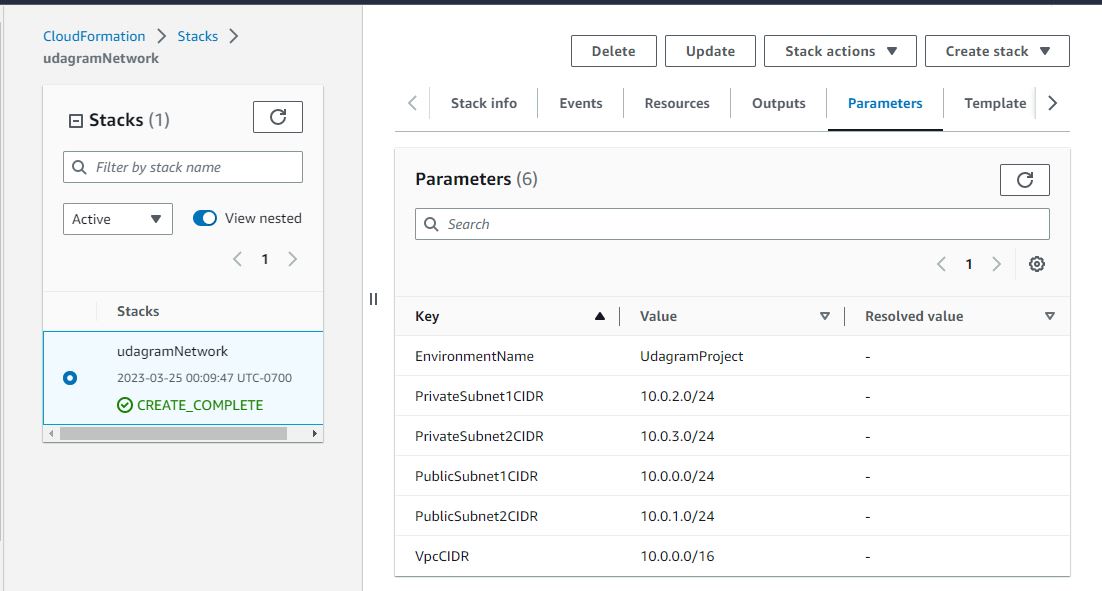 CloudFormation > Stacks >
udagramNetwork
Stacks (1)
Filter by stack name
Active
View nested
1
Stacks
udagramNetwork
2023-03-25 00:09:47 UTC-0700
CREATE_COMPLETE
Delete Update Stack actions Create stack
Stack info Events Resources Outputs Parameters Template
Parameters (6)
Search
1
Key Value Resolved value
EnvironmentName UdagramProject -
PrivateSubnet1CIDR 10.0.2.0/24 -
PrivateSubnet2CIDR 10.0.3.0/24 -
PublicSubnet1CIDR 10.0.0.0/24 -
PublicSubnet2CIDR 10.0.1.0/24 -
VpcCIDR 10.0.0.0/16 -